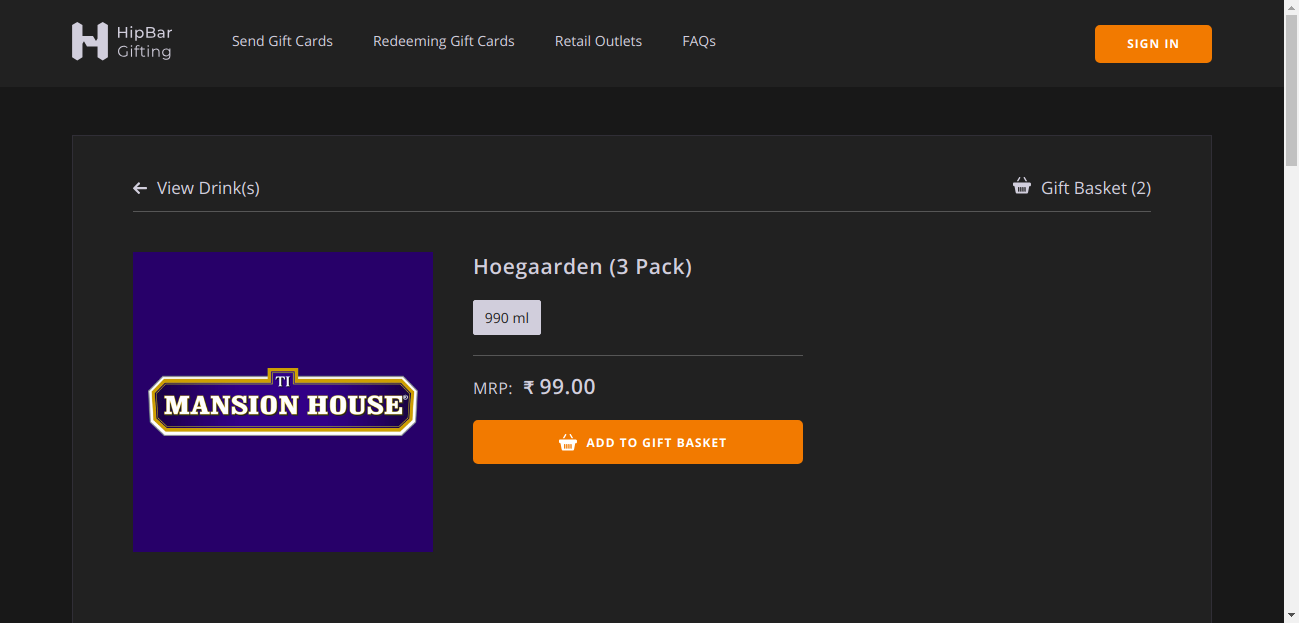 HipBar
Gifting
Send Gift Cards
Redeeming Gift Cards
Retail Outlets
FAQs
SIGN IN
View Drink(s)
Gift Basket (2)
TI
MANSION HOUSE®
Hoegaarden (3 Pack)
990 ml
MRP: ₹ 99.00
ADD TO GIFT BASKET